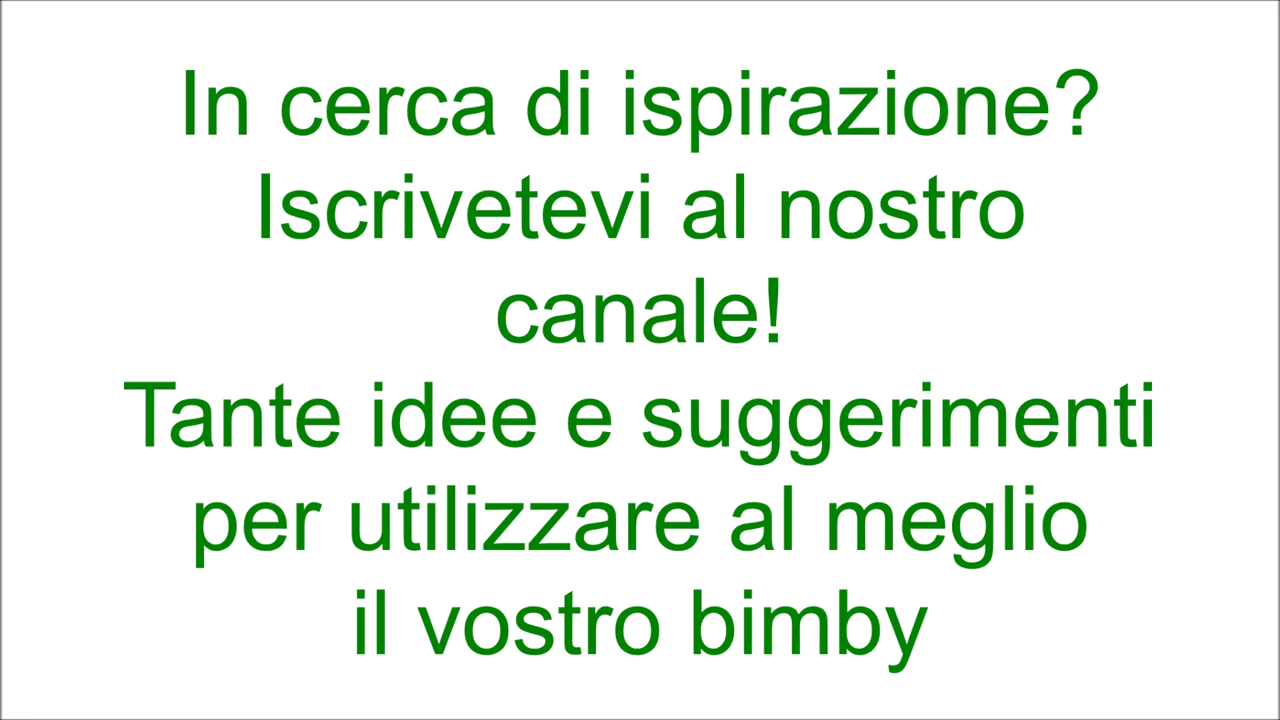 In cerca di ispirazione?
Iscrivetevi al nostro
canale!
Tante idee e suggerimenti
per utilizzare al meglio
il vostro bimby